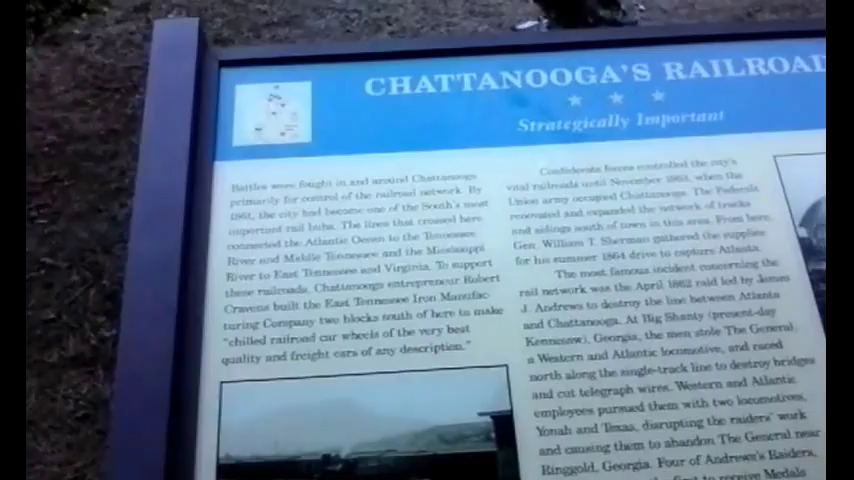 CHATTANOOGA'S RAILROAD
Strategically Important
Battles were fought in and around Chattanooga
primarily for control of the railroad network. By
1861, the city had become one of the South's most
important rail hubs. The lines that crossed here
connected the Atlantic Ocean to the Tennessee
River and Middle Tennessee and the Mississippi
River to East Tennessee and Virginia. To support
these railroads, Chattanooga entrepreneur Robert
Cravens built the East Tennessee Iron Manufac-
turing Company two blocks south of here to make
"chilled railroad car wheels of the very best
quality and freight cars of any description."
Confederate forces controlled the city's
vital railroads until November 1863, when the
Union army occupied Chattanooga. The Federals
renovated and expanded the network of tracks
and sidings south of town in this area. From here,
Gen. William T. Sherman gathered the supplies
for his summer 1864 drive to capture Atlanta.
The most famous incident concerning the
rail network was the April 1862 raid led by James
J. Andrews to destroy the line between Atlanta
and Chattanooga. At Big Shanty (present-day
Kennesaw), Georgia, the men stole The General,
a Western and Atlantic locomotive, and raced
north along the single-track line to destroy bridges
and cut telegraph wires. Western and Atlantic
employees pursued them with two locomotives,
Yonah and Texas, disrupting the raiders' work
and causing them to abandon The General near
Ringgold, Georgia. Four of Andrews's Raiders,
the first to receive Medals